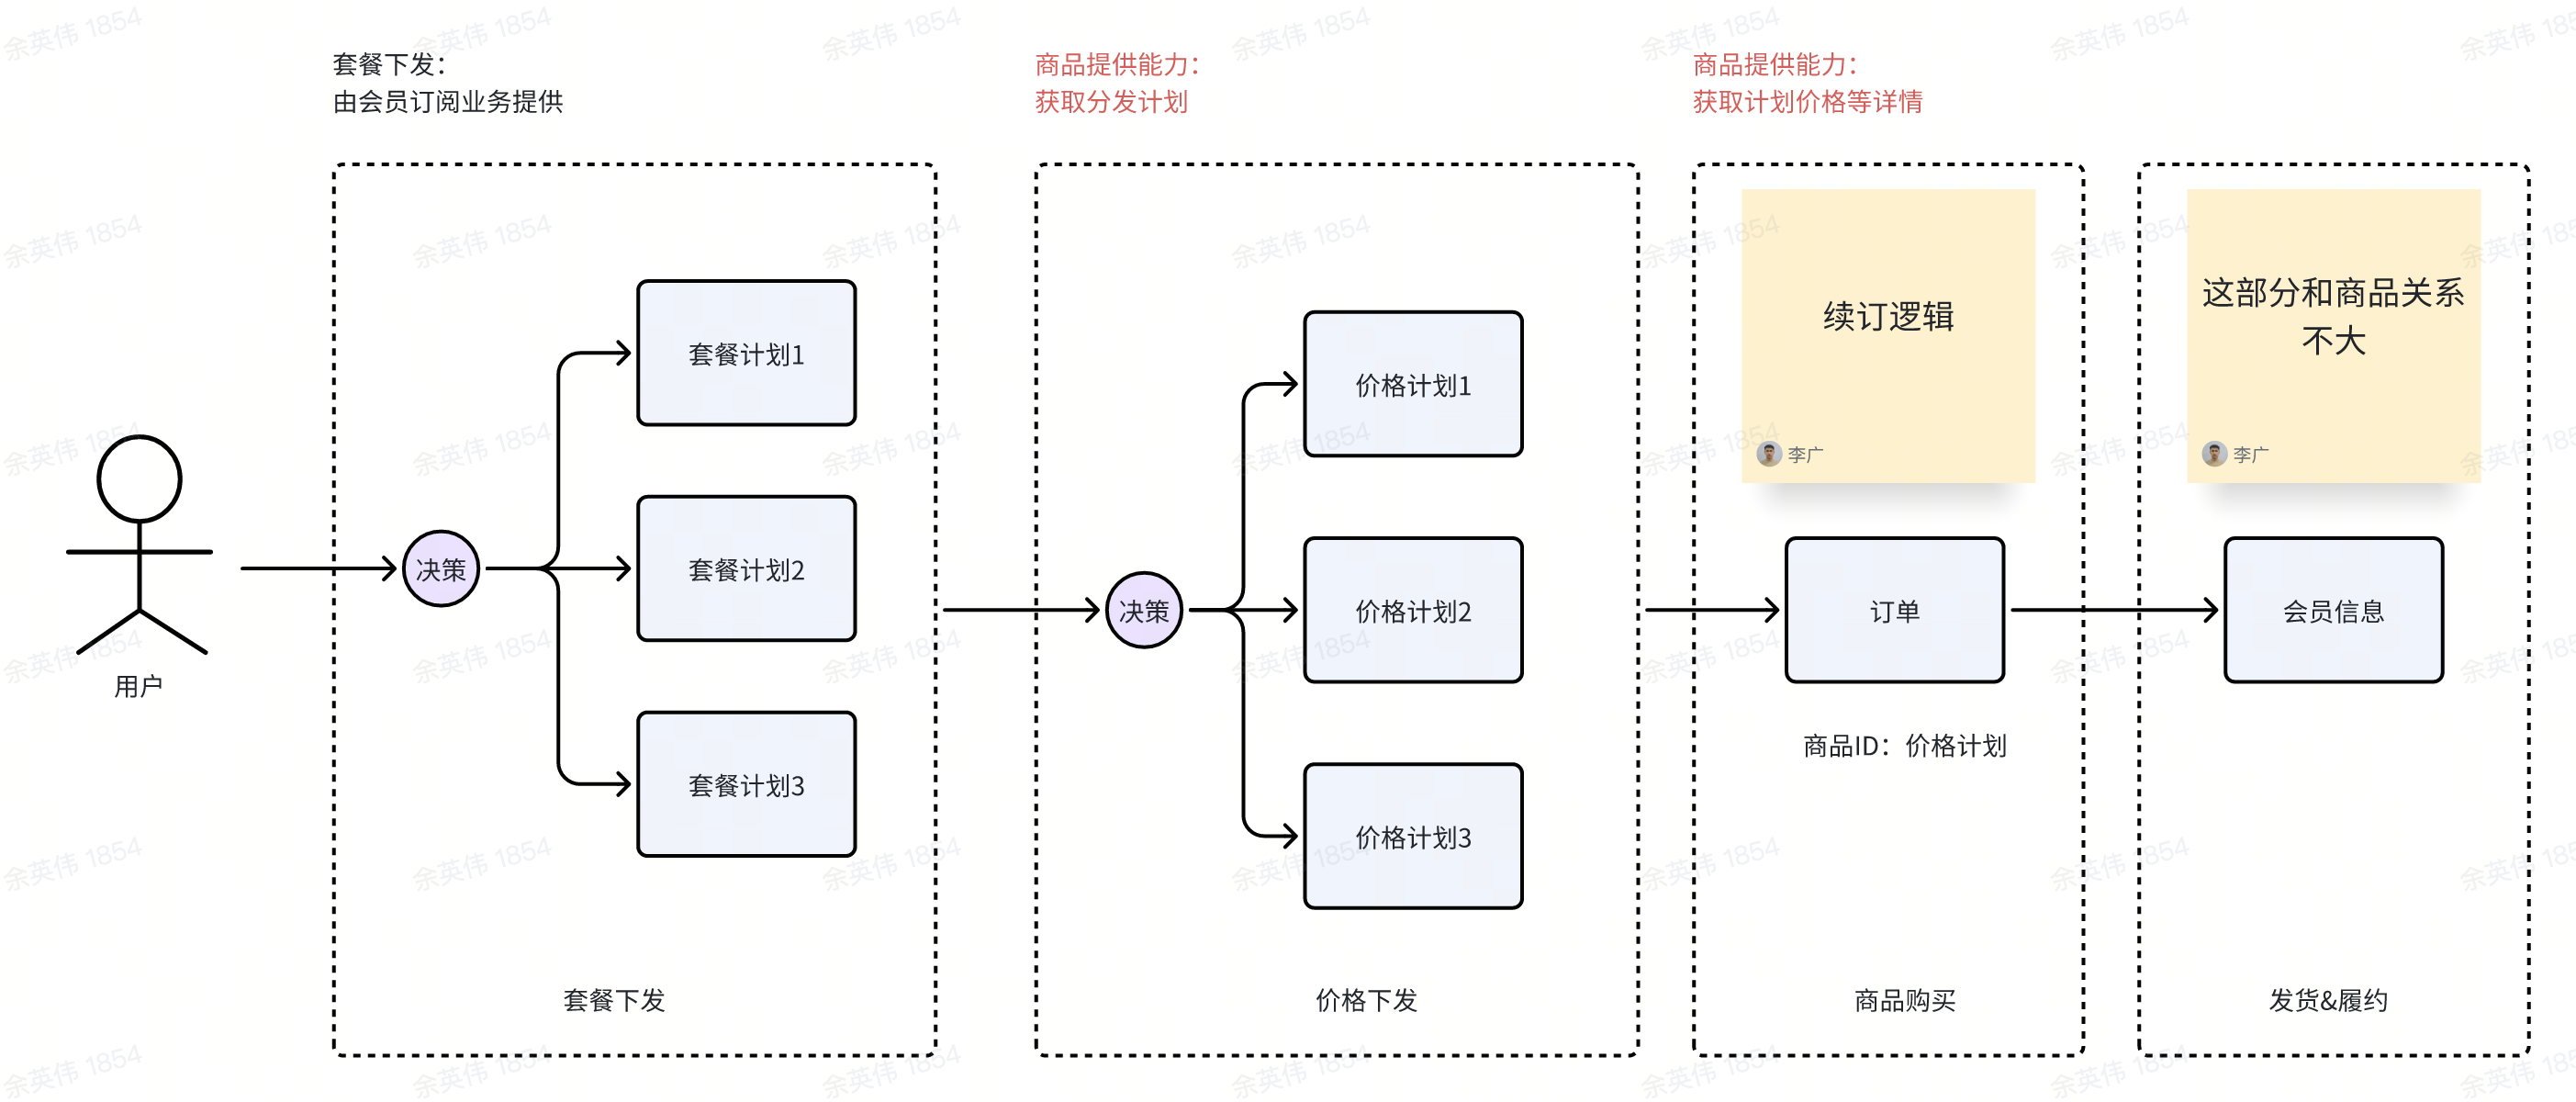 套餐下发：
由会员订阅业务提供
商品提供能力：
获取分发计划
商品提供能力：
获取计划价格等详情
用户
决策
套餐计划1
套餐计划2
套餐计划3
套餐下发
决策
价格计划1
价格计划2
价格计划3
价格下发
续订逻辑
李广
订单
商品ID：价格计划
商品购买
这部分和商品关系
不大
李广
会员信息
发货&履约
余英伟 1854